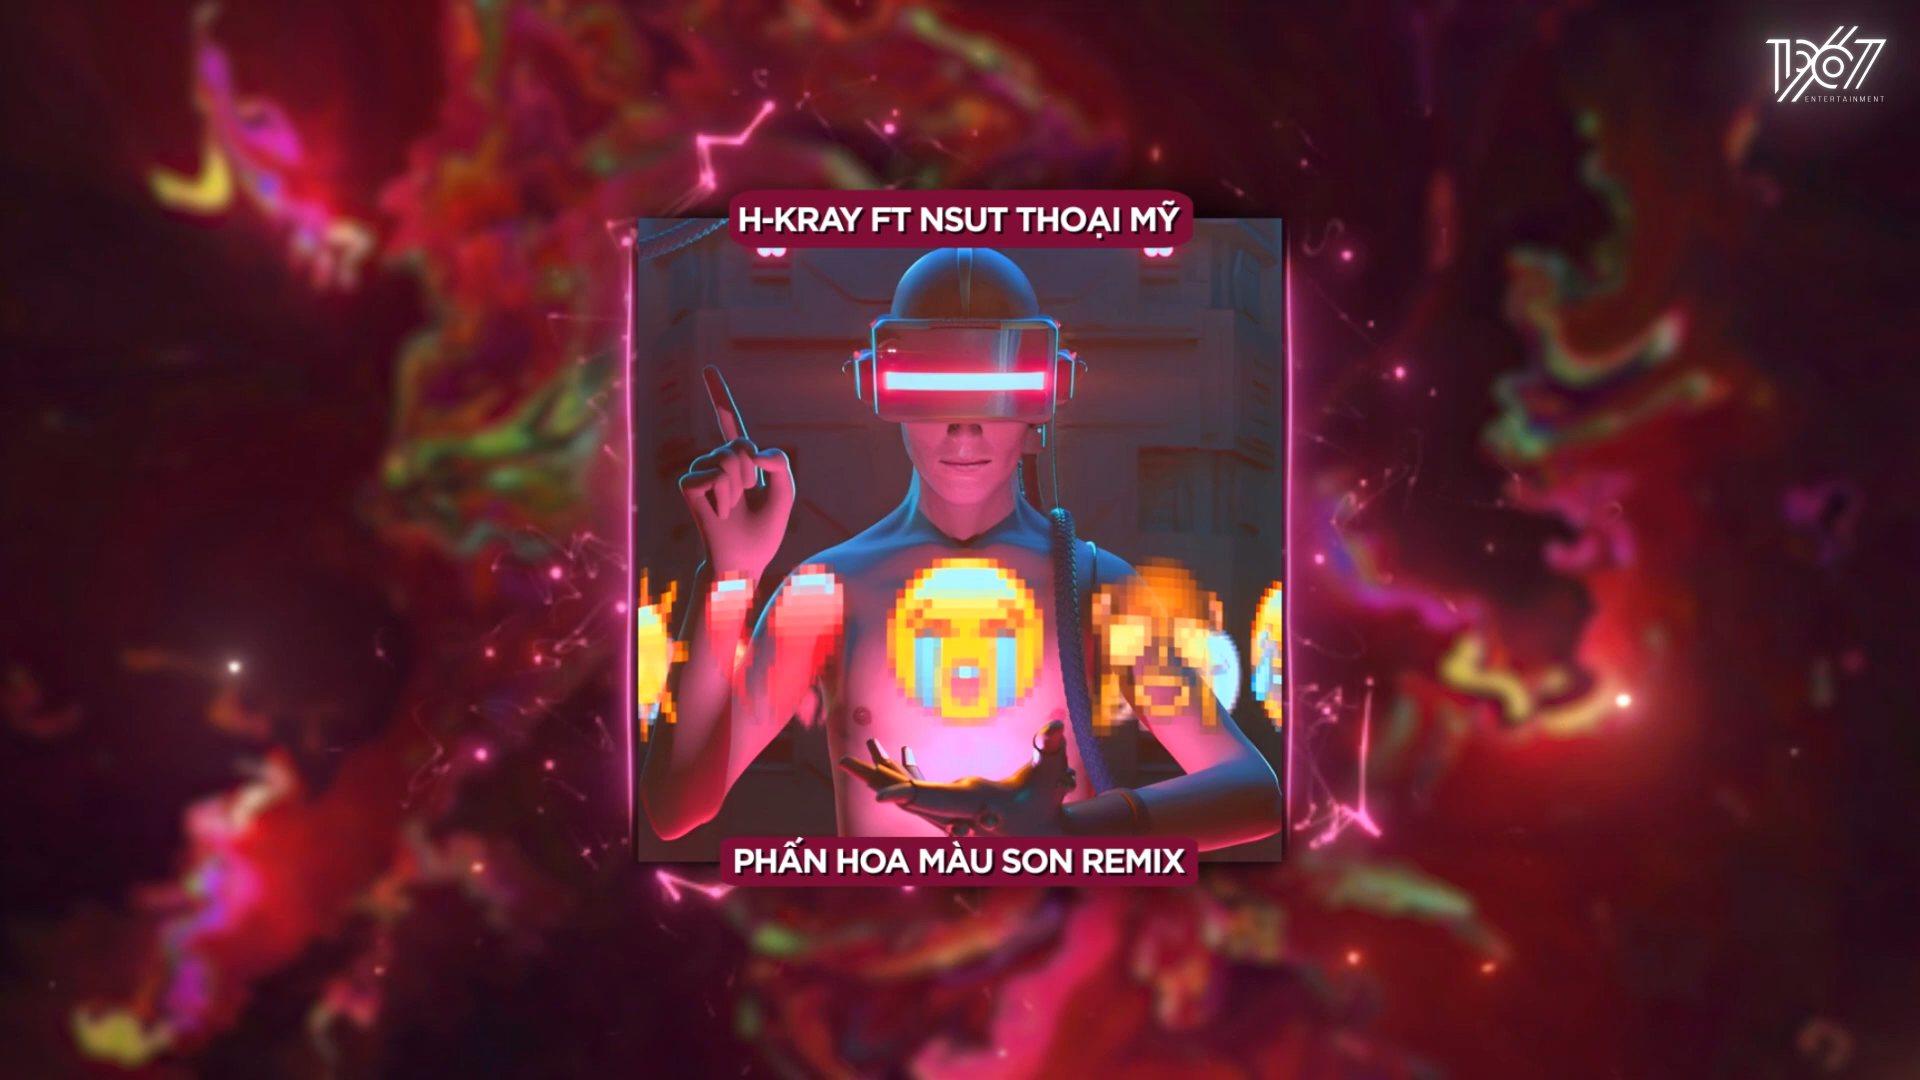 1967
ENTERTAINMENT
H-KRAY FT NSUT THOẠI MỸ
PHẤN HOA MÀU SON REMIX